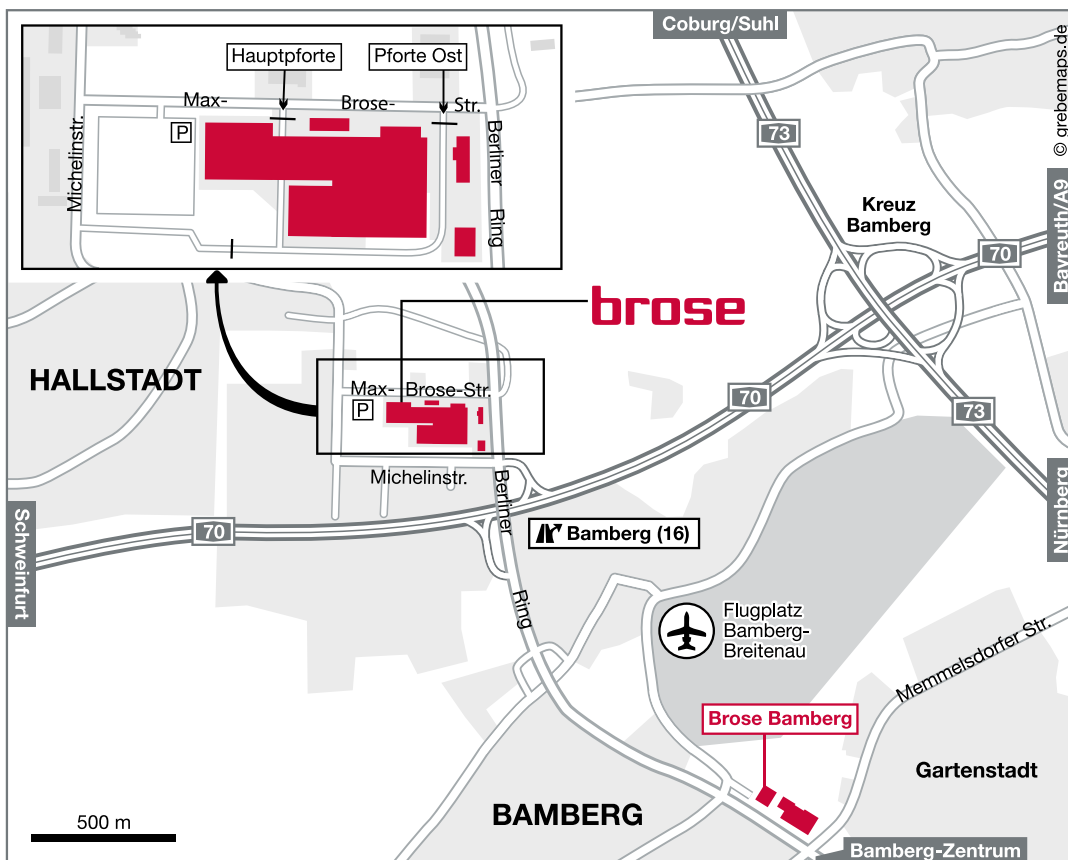 Coburg/Suhl
© grebemaps.de
Hauptpforte
Pforte Ost
Max-
Brose-
Str.
P
Michelinstr.
Berliner
Ring
73
Kreuz
Bamberg
70
Bayreuth/A9
brose
HALLSTADT
Max-
Brose-Str.
P
70
73
Michelinstr.
Berliner
Ring
Nürnberg
Schweinfurt
70
Bamberg (16)
Flugplatz
Bamberg-
Breitenau
Memmelsdorfer Str.
Brose Bamberg
Gartenstadt
BAMBERG
500 m
Bamberg-Zentrum